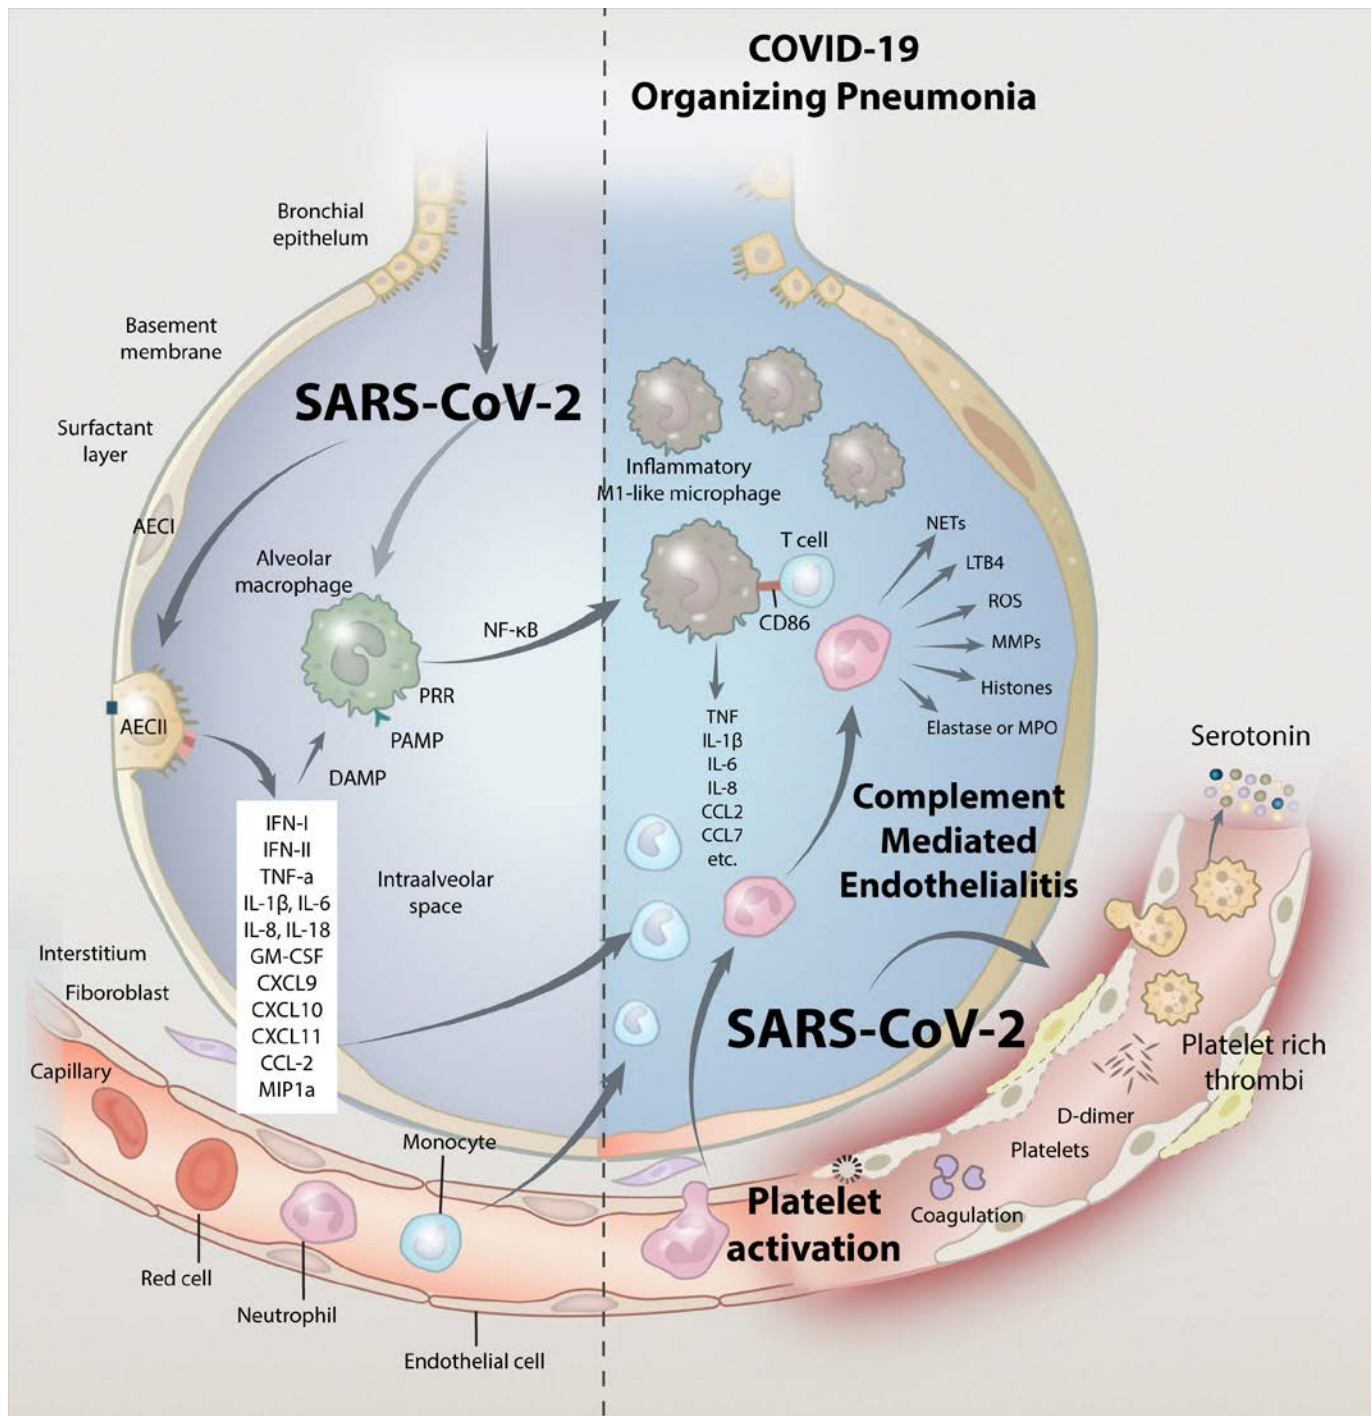 COVID-19
Organizing Pneumonia
Bronchial
epithelum
Basement
membrane
SARS-CoV-2
Surfactant
layer
AECI
Alveolar
macrophage
NF-κB
PRR
PAMP
DAMP
AECII
IFN-I
IFN-II
TNF-a
IL-1β, IL-6
IL-8, IL-18
GM-CSF
CXCL9
CXCL10
CXCL11
CCL-2
MIP1a
Intraalveolar
space
Interstitium
Fiboroblast
Capillary
Red cell
Neutrophil
Monocyte
Endothelial cell
Inflammatory
M1-like microphage
T cell
CD86
TNF
IL-1β
IL-6
IL-8
CCL2
CCL7
etc.
NETs
LTB4
ROS
MMPs
Histones
Elastase or MPO
Complement
Mediated
Endothelialitis
SARS-CoV-2
Serotonin
Platelet rich
thrombi
D-dimer
Platelets
Coagulation
Platelet
activation